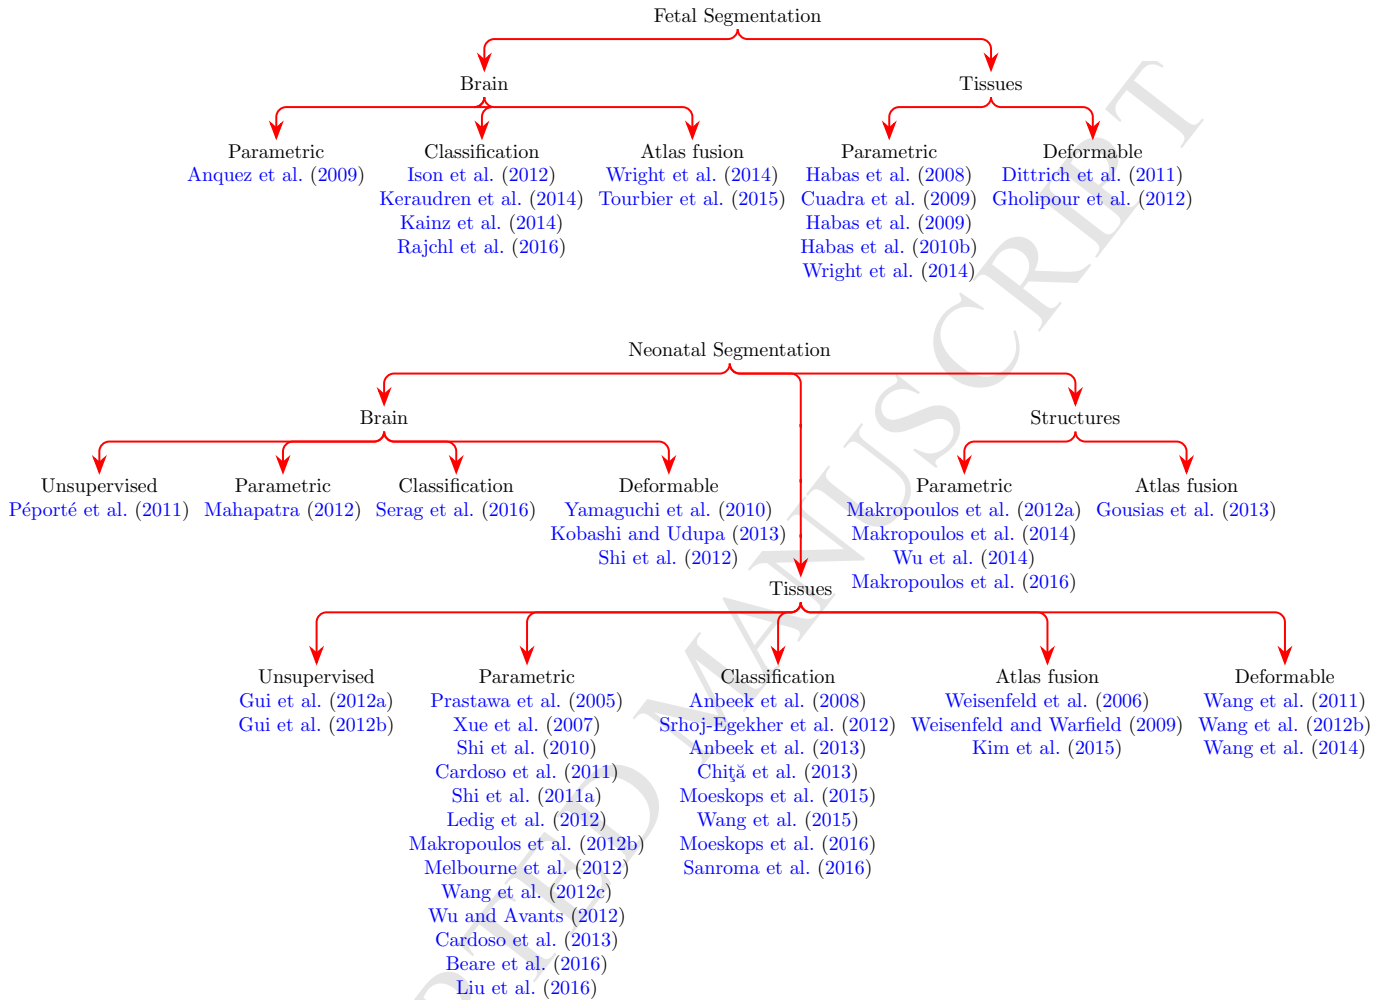 Fetal Segmentation
Brain
Tissues
Parametric
Anquez et al. (2009)
Classification
Ison et al. (2012)
Keraudren et al. (2014)
Kainz et al. (2014)
Rajchl et al. (2016)
Atlas fusion
Wright et al. (2014)
Tourbier et al. (2015)
Parametric
Habas et al. (2008)
Cuadra et al. (2009)
Habas et al. (2009)
Habas et al. (2010b)
Wright et al. (2014)
Deformable
Dittrich et al. (2011)
Gholipour et al. (2012)
Neonatal Segmentation
Brain
Structures
Unsupervised
Péporté et al. (2011)
Parametric
Mahapatra (2012)
Classification
Serag et al. (2016)
Deformable
Yamaguchi et al. (2010)
Kobashi and Udupa (2013)
Shi et al. (2012)
Parametric
Makropoulos et al. (2012a)
Makropoulos et al. (2014)
Wu et al. (2014)
Makropoulos et al. (2016)
Atlas fusion
Gousias et al. (2013)
Tissues
Unsupervised
Gui et al. (2012a)
Gui et al. (2012b)
Parametric
Prastawa et al. (2005)
Xue et al. (2007)
Shi et al. (2010)
Cardoso et al. (2011)
Shi et al. (2011a)
Ledig et al. (2012)
Makropoulos et al. (2012b)
Melbourne et al. (2012)
Wang et al. (2012c)
Wu and Avants (2012)
Cardoso et al. (2013)
Beare et al. (2016)
Liu et al. (2016)
Classification
Anbeek et al. (2008)
Srhoj-Egekher et al. (2012)
Anbeek et al. (2013)
Chiţă et al. (2013)
Moeskops et al. (2015)
Wang et al. (2015)
Moeskops et al. (2016)
Sanroma et al. (2016)
Atlas fusion
Weisenfeld et al. (2006)
Weisenfeld and Warfield (2009)
Kim et al. (2015)
Deformable
Wang et al. (2011)
Wang et al. (2012b)
Wang et al. (2014)
PTED MANUSCRIPT